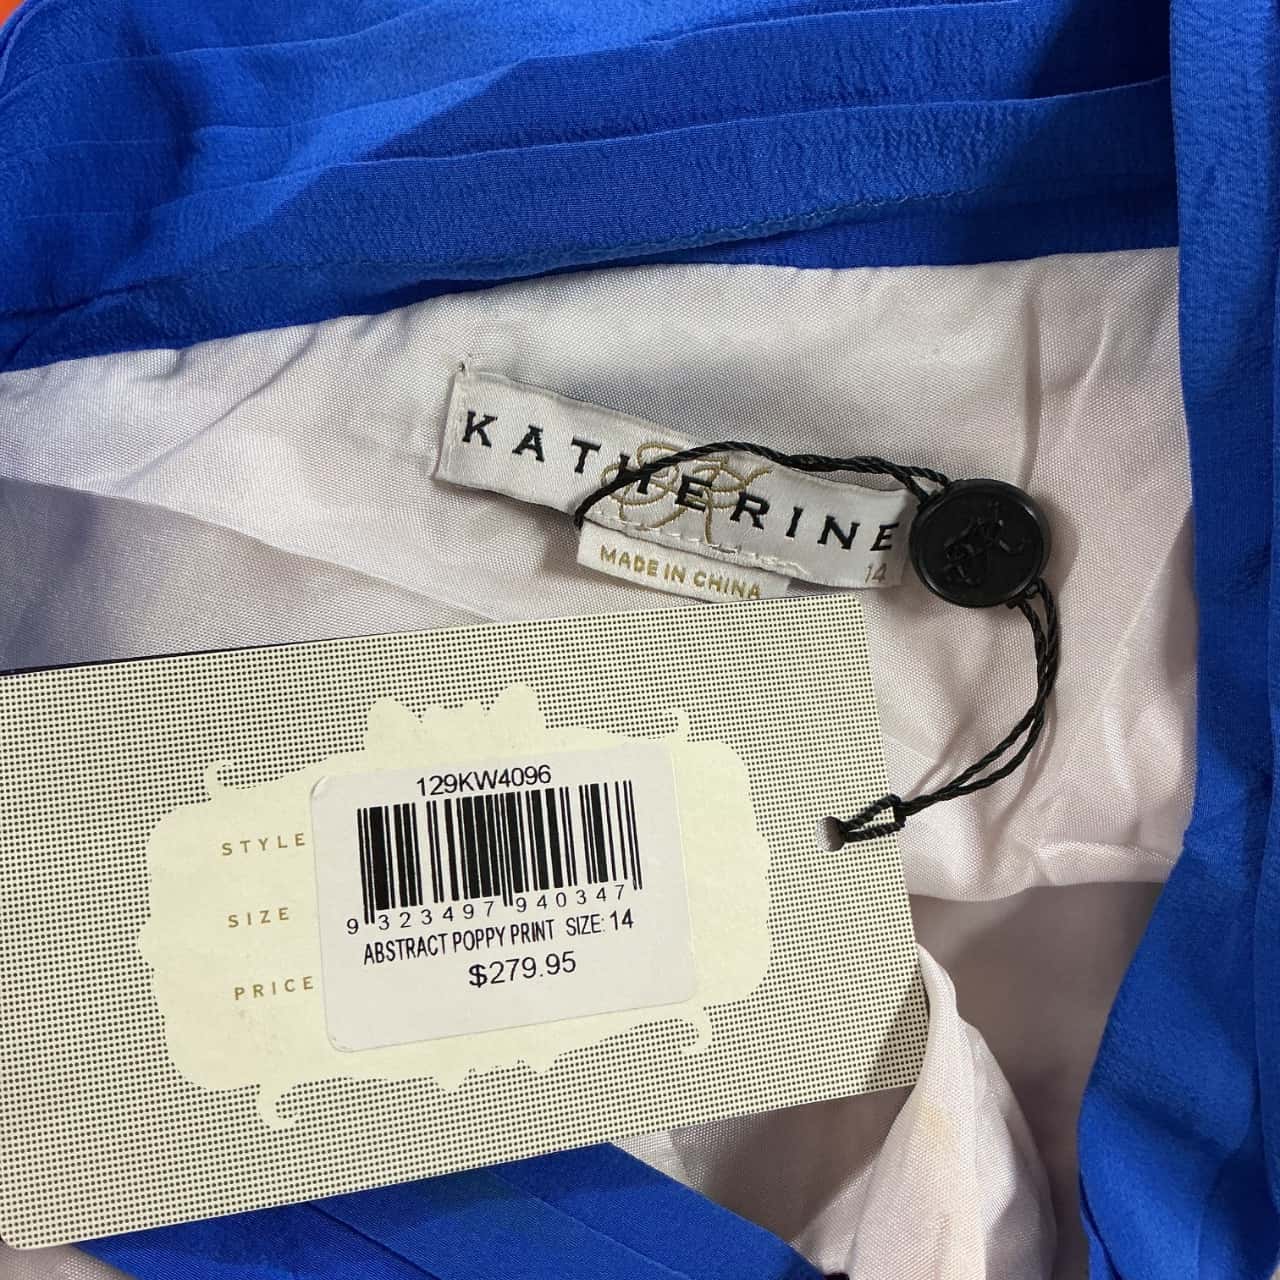 KATHERINE
14
MADE IN CHINA
129KW4096
STYLE
9 323497 940347
SIZE
ABSTRACT POPPY PRINT SIZE: 14
PRICE
$279.95